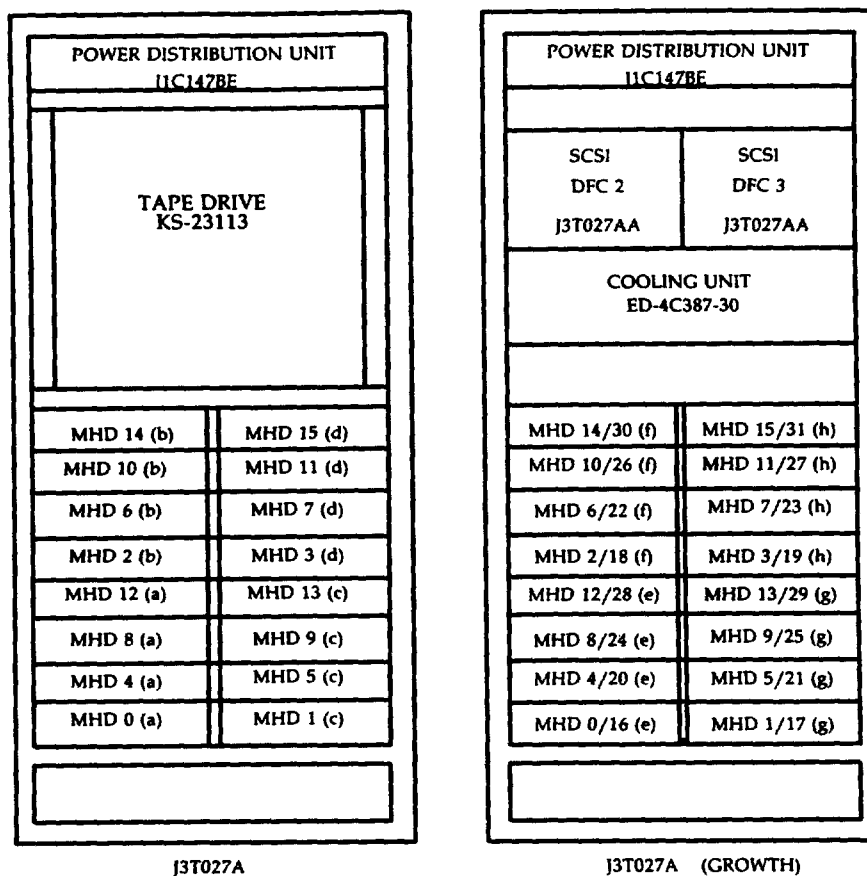 POWER DISTRIBUTION UNIT
J1C147BE
TAPE DRIVE
KS-23113
MHD 14 (b) MHD 15 (d)
MHD 10 (b) MHD 11 (d)
MHD 6 (b) MHD 7 (d)
MHD 2 (b) MHD 3 (d)
MHD 12 (a) MHD 13 (c)
MHD 8 (a) MHD 9 (c)
MHD 4 (a) MHD 5 (c)
MHD 0 (a) MHD 1 (c)
J3T027A
POWER DISTRIBUTION UNIT
J1C147BE
SCSI SCSI
DFC 2 DFC 3
J3T027AA J3T027AA
COOLING UNIT
ED-4C387-30
MHD 14/30 (f) MHD 15/31 (h)
MHD 10/26 (f) MHD 11/27 (h)
MHD 6/22 (f) MHD 7/23 (h)
MHD 2/18 (f) MHD 3/19 (h)
MHD 12/28 (e) MHD 13/29 (g)
MHD 8/24 (e) MHD 9/25 (g)
MHD 4/20 (e) MHD 5/21 (g)
MHD 0/16 (e) MHD 1/17 (g)
J3T027A (GROWTH)